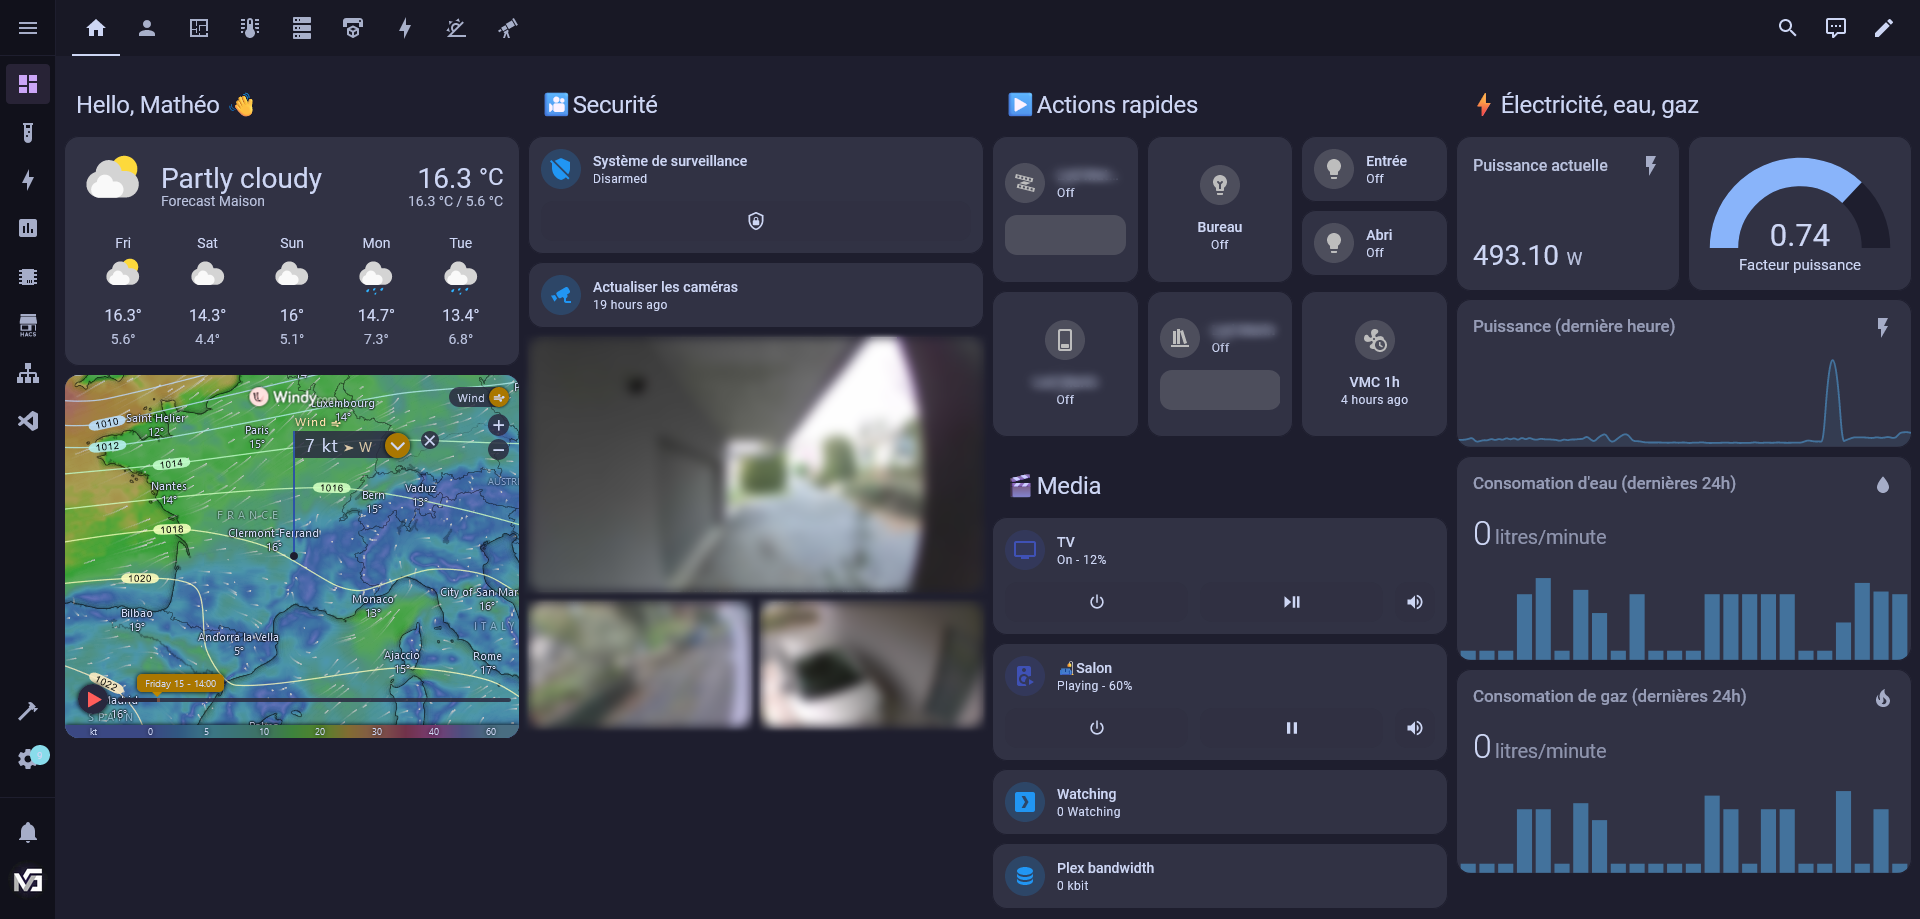 Hello, Mathéo 👋
Partly cloudy
Forecast Maison
16.3 °C
16.3 °C / 5.6 °C
Fri Sat Sun Mon Tue
16.3° 14.3° 16° 14.7° 13.4°
5.6° 4.4° 5.1° 7.3° 6.8°
Windy.com
Wind
Luxembourg
14°
1010
Saint Helier
12°
Paris
15°
Wind
1012
7 kt W
1014
Nantes
14°
1016
Bern
15°
Vaduz
13°
AUSTRI
FRANCE
1018
Clermont-Ferrand
16°
1020
Bilbao
19°
Monaco
13°
City of San Mar
16°
ITALY
Andorra la Vella
5°
Ajaccio
15°
Rome
17°
1022
Friday 15 - 14:00
16°
SPAIN
kt 0 5 10 20 30 40 60
Securité
Système de surveillance
Disarmed
Actualiser les caméras
19 hours ago
Actions rapides
Off
Bureau
Off
Entrée
Off
Abri
Off
Off
Off
VMC 1h
4 hours ago
Media
TV
On - 12%
Salon
Playing - 60%
Watching
0 Watching
Plex bandwidth
0 kbit
Électricité, eau, gaz
Puissance actuelle
493.10 W
0.74
Facteur puissance
Puissance (dernière heure)
Consomation d'eau (dernières 24h)
0 litres/minute
Consomation de gaz (dernières 24h)
0 litres/minute
HACS